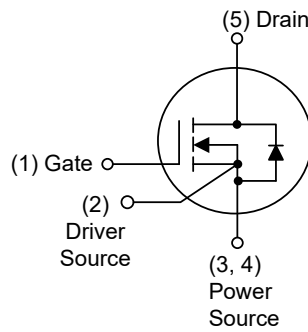 (5) Drain
(1) Gate
(2)
Driver
Source
(3, 4)
Power
Source